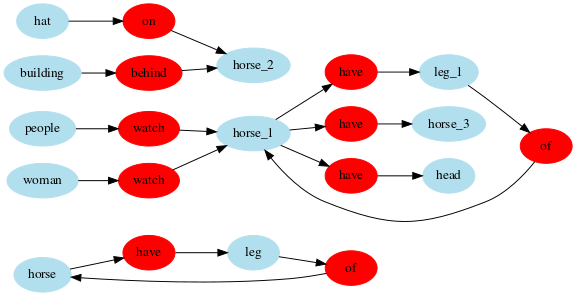 hat
on
horse_2
building
behind
have
leg_1
people
watch
horse_1
have
horse_3
of
woman
watch
have
head
horse
have
leg
of